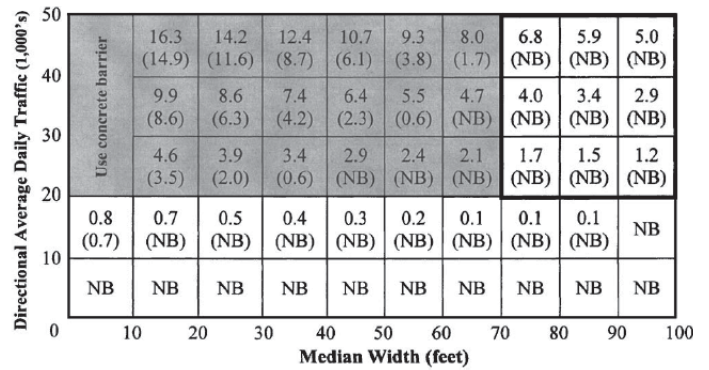 50 16.3 14.2 12.4 10.7 9.3 8.0 6.8 5.9 5.0
(14.9) (11.6) (8.7) (6.1) (3.8) (1.7) (NB) (NB) (NB)
40
9.9 8.6 7.4 6.4 5.5 4.7 4.0 3.4 2.9
(8.6) (6.3) (4.2) (2.3) (0.6) (NB) (NB) (NB) (NB)
30
4.6 3.9 3.4 2.9 2.4 2.1 1.7 1.5 1.2
(3.5) (2.0) (0.6) (NB) (NB) (NB) (NB) (NB) (NB)
Use concrete barrier
20
0.8 0.7 0.5 0.4 0.3 0.2 0.1 0.1 0.1 NB
(0.7) (NB) (NB) (NB) (NB) (NB) (NB) (NB) (NB)
10
NB NB NB NB NB NB NB NB NB NB
0 10 20 30 40 50 60 70 80 90 100
Median Width (feet)
Directional Average Daily Traffic (1,000's)